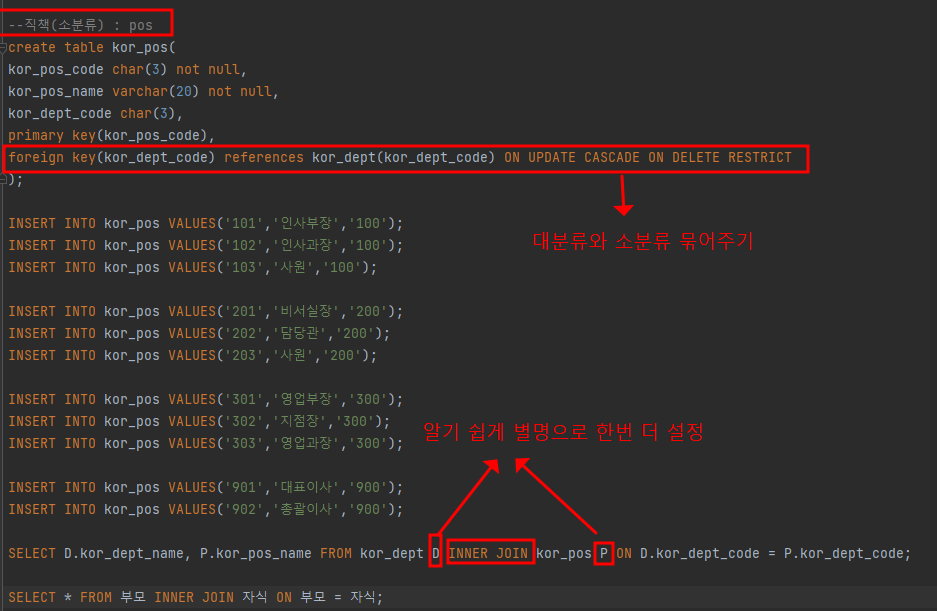 --직책(소분류) : pos
create table kor_pos(
kor_pos_code char(3) not null,
kor_pos_name varchar(20) not null,
kor_dept_code char(3),
primary key(kor_pos_code),
foreign key(kor_dept_code) references kor_dept(kor_dept_code) ON UPDATE CASCADE ON DELETE RESTRICT
);
대분류와 소분류 묶어주기
INSERT INTO kor_pos VALUES('101','인사부장','100');
INSERT INTO kor_pos VALUES('102','인사과장','100');
INSERT INTO kor_pos VALUES('103','사원','100');
INSERT INTO kor_pos VALUES('201','비서실장','200');
INSERT INTO kor_pos VALUES('202','담당관','200');
INSERT INTO kor_pos VALUES('203','사원','200');
INSERT INTO kor_pos VALUES('301','영업부장','300');
INSERT INTO kor_pos VALUES('302','지점장','300');
INSERT INTO kor_pos VALUES('303','영업과장','300');
알기 쉽게 별명으로 한번 더 설정
INSERT INTO kor_pos VALUES('901','대표이사','900');
INSERT INTO kor_pos VALUES('902','총괄이사','900');
SELECT D.kor_dept_name, P.kor_pos_name FROM kor_dept D INNER JOIN kor_pos P ON D.kor_dept_code = P.kor_dept_code;
SELECT * FROM 부모 INNER JOIN 자식 ON 부모 = 자식;